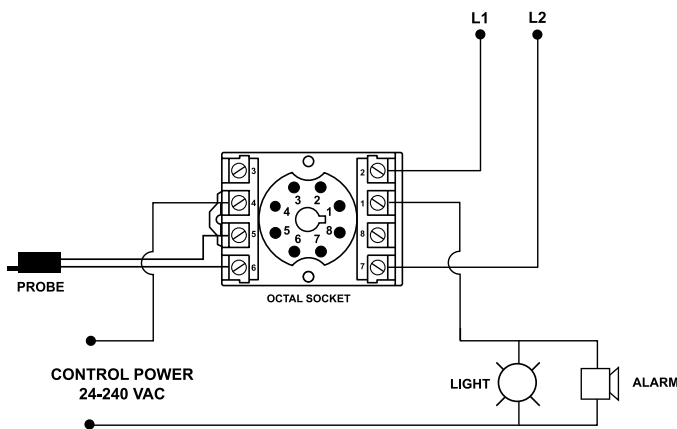 L1 L2
3 2
3 2
4 4 1 1
5 5 8 8
6 7
6 7
PROBE
OCTAL SOCKET
CONTROL POWER
24-240 VAC
LIGHT
ALARM